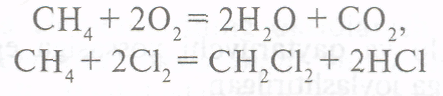 CH₄ + 2O₂ = 2H₂O + CO₂,
CH₄ + 2Cl₂ = CH₂Cl₂ + 2HCl